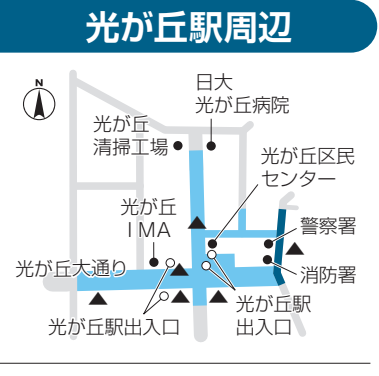 光が丘駅周辺
N
日大
光が丘病院
光が丘
清掃工場
光が丘区民
センター
光が丘
IMA
警察署
光が丘大通り
消防署
光が丘駅出入口
光が丘駅
出入口